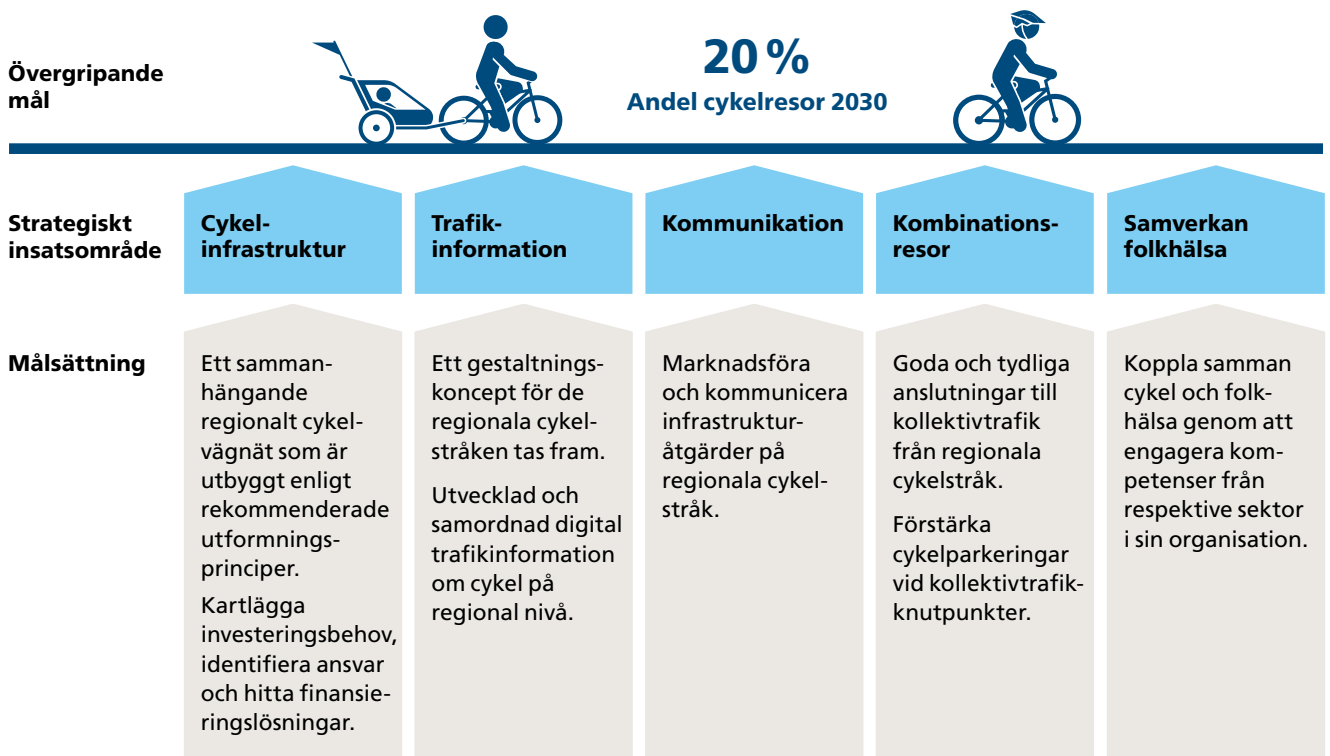 Övergripande
mål
20 %
Andel cykelresor 2030
Strategiskt
insatsområde
Cykel-
infrastruktur
Trafik-
information
Kommunikation
Kombinations-
resor
Samverkan
folkhälsa
Målsättning
Ett samman-
hängande
regionalt cykel-
vägnät som är
utbyggt enligt
rekommenderade
utformnings-
principer.
Kartlägga
investeringsbehov,
identifiera ansvar
och hitta finansie-
ringslösningar.
Ett gestaltnings-
koncept för de
regionala cykel-
stråken tas fram.
Utvecklad och
samordnad digital
trafikinformation
om cykel på
regional nivå.
Marknadsföra
och kommunicera
infrastruktur-
åtgärder på
regionala cykel-
stråk.
Goda och tydliga
anslutningar till
kollektivtrafik
från regionala
cykelstråk.
Förstärka
cykelparkeringar
vid kollektivtrafik-
knutpunkter.
Koppla samman
cykel och folk-
hälsa genom att
engagera kom-
petenser från
respektive sektor
i sin organisation.